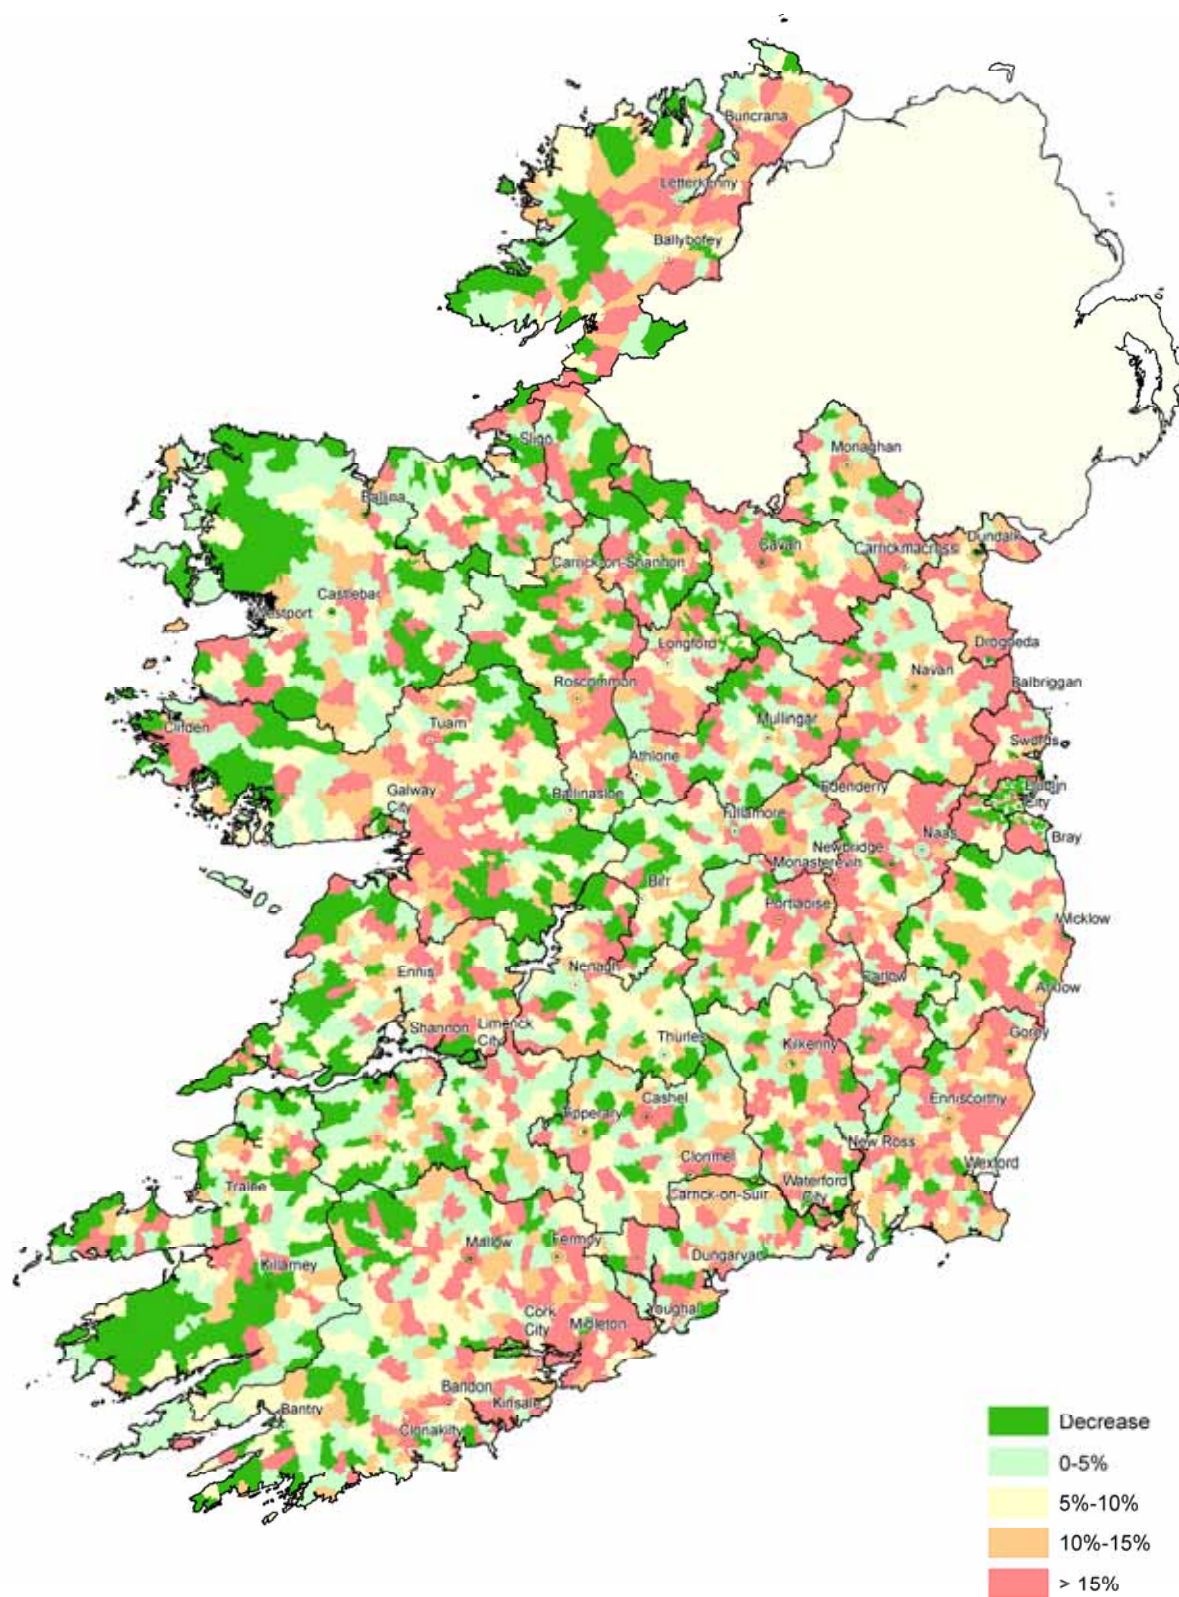 Buncrana
Letterkenny
Ballybofey
Sligo
Monaghan
Ballina
Dundalk
Cavan
Carrickmacross
Carrick-on-Shannon
Castlebar
Westport
Drogheda
Longford
Navan
Roscommon
Balbriggan
Clifden
Tuam
Mullingar
Swords
Athlone
Edenderry
Dublin
City
Galway
City
Ballinasloe
Tullamore
Naas
Bray
Newbridge
Monasterevin
Birr
Portlaoise
Wicklow
Ennis
Nenagh
Carlow
Arklow
Shannon
Limerick
City
Thurles
Kilkenny
Gorey
Cashel
Tipperary
Enniscorthy
New Ross
Clonmel
Wexford
Tralee
Carrick-on-Suir
Waterford
City
Mallow
Fermoy
Dungarvan
Killarney
Cork
City
Midleton
Youghal
Bandon
Kinsale
Bantry
Clonakilty
Decrease
0-5%
5%-10%
10%-15%
> 15%